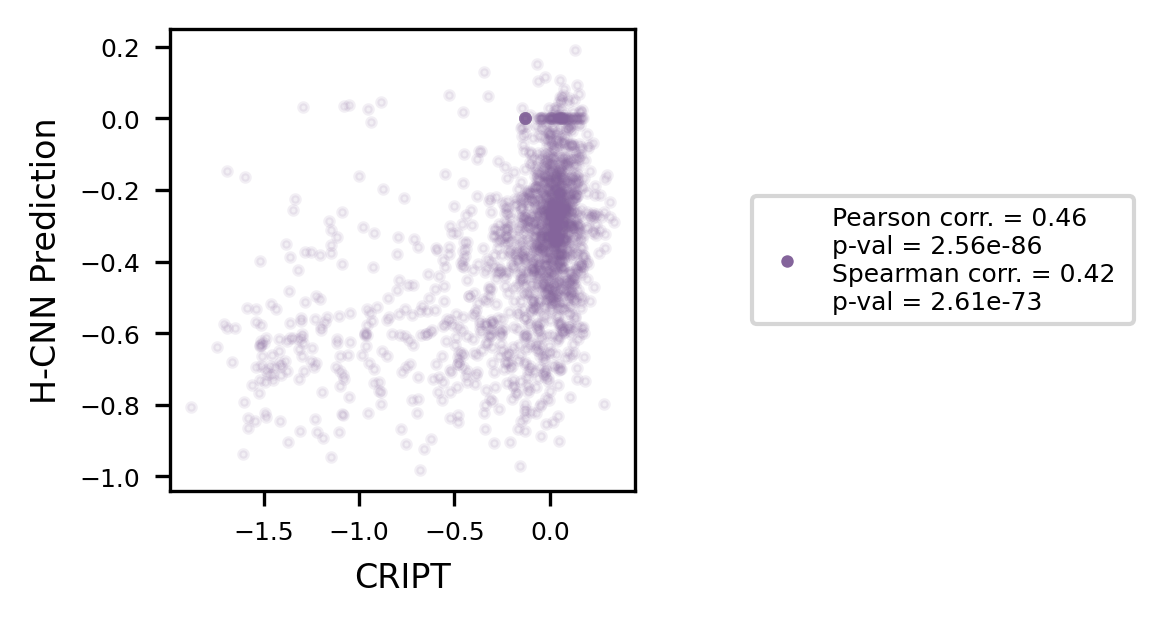 0.2
0.0
−0.2
−0.4
−0.6
−0.8
−1.0
H-CNN Prediction
−1.5
−1.0
−0.5
0.0
CRIPT
Pearson corr. = 0.46
p-val = 2.56e-86
Spearman corr. = 0.42
p-val = 2.61e-73